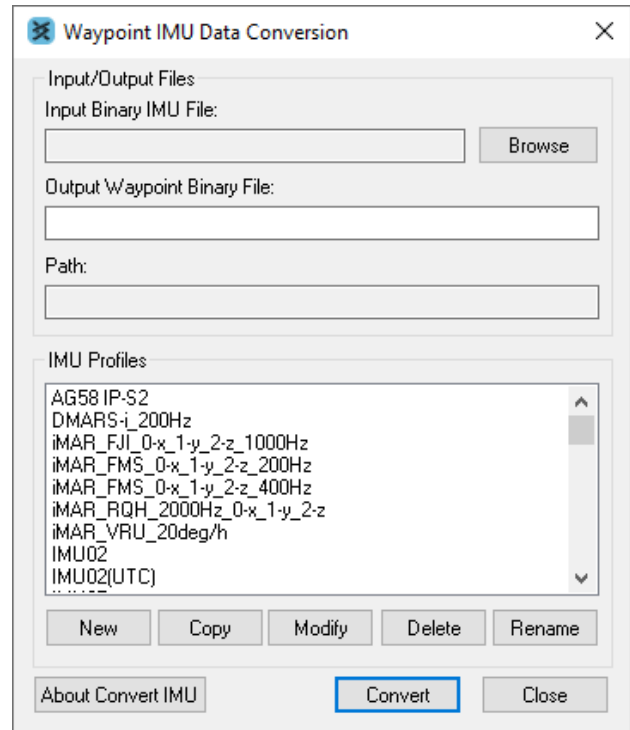 Waypoint IMU Data Conversion
Input/Output Files
Input Binary IMU File:
Browse
Output Waypoint Binary File:
Path:
IMU Profiles
AG58 IP-S2
DMARS-i_200Hz
iMAR_FJI_0-x_1-y_2-z_1000Hz
iMAR_FMS_0-x_1-y_2-z_200Hz
iMAR_FMS_0-x_1-y_2-z_400Hz
iMAR_RQH_2000Hz_0-x_1-y_2-z
iMAR_VRU_20deg/h
IMU02
IMU02(UTC)
New Copy Modify Delete Rename
About Convert IMU Convert Close